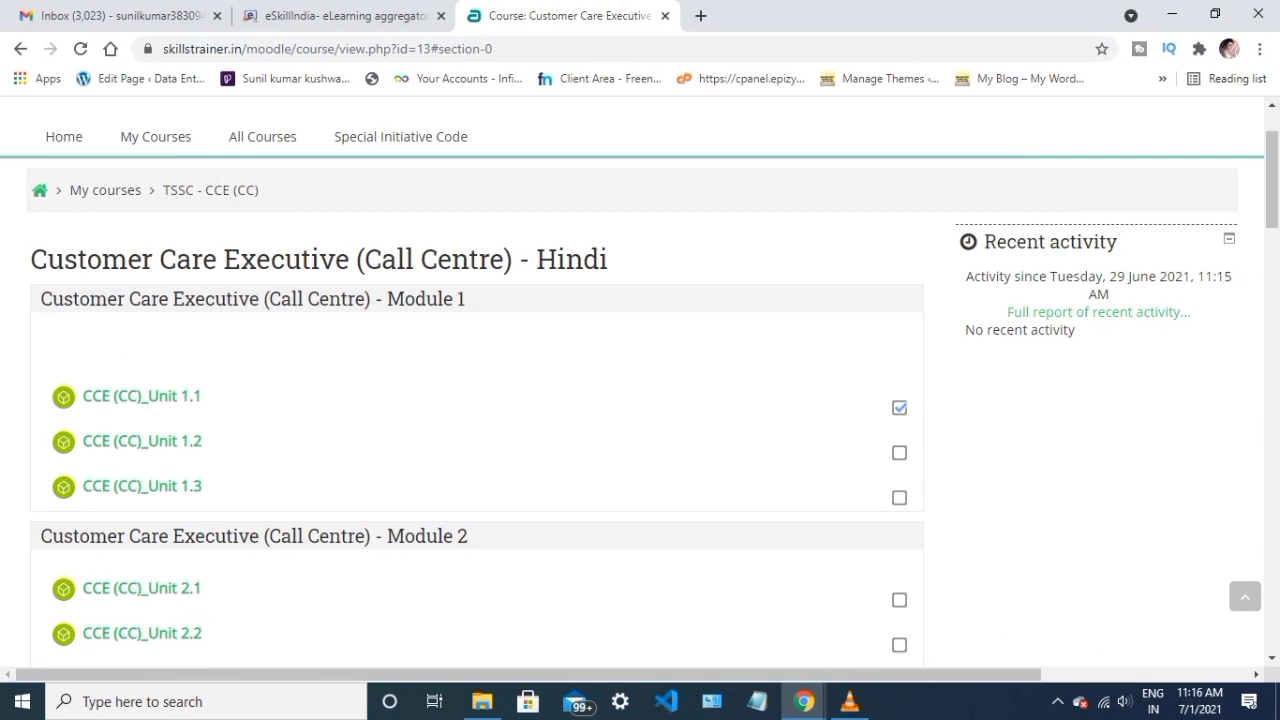 Inbox (3,023) - sunilkumar38309
eSkillIndia- eLearning aggregator
Course: Customer Care Executive
skillstrainer.in/moodle/course/view.php?id=13#section-0
IQ
Apps
Edit Page ‹ Data Ent...
Sunil kumar kushwa...
Your Accounts - Infi...
fn Client Area - Freen...
cP https://cpanel.epizy...
Manage Themes ‹...
My Blog – My Word...
»
Reading list
Home
My Courses
All Courses
Special Initiative Code
My courses > TSSC - CCE (CC)
Recent activity
Activity since Tuesday, 29 June 2021, 11:15
AM
Full report of recent activity...
No recent activity
Customer Care Executive (Call Centre) - Hindi
Customer Care Executive (Call Centre) - Module 1
CCE (CC)_Unit 1.1
CCE (CC)_Unit 1.2
CCE (CC)_Unit 1.3
Customer Care Executive (Call Centre) - Module 2
CCE (CC)_Unit 2.1
CCE (CC)_Unit 2.2
Type here to search
99+
ENG
IN
11:16 AM
7/1/2021